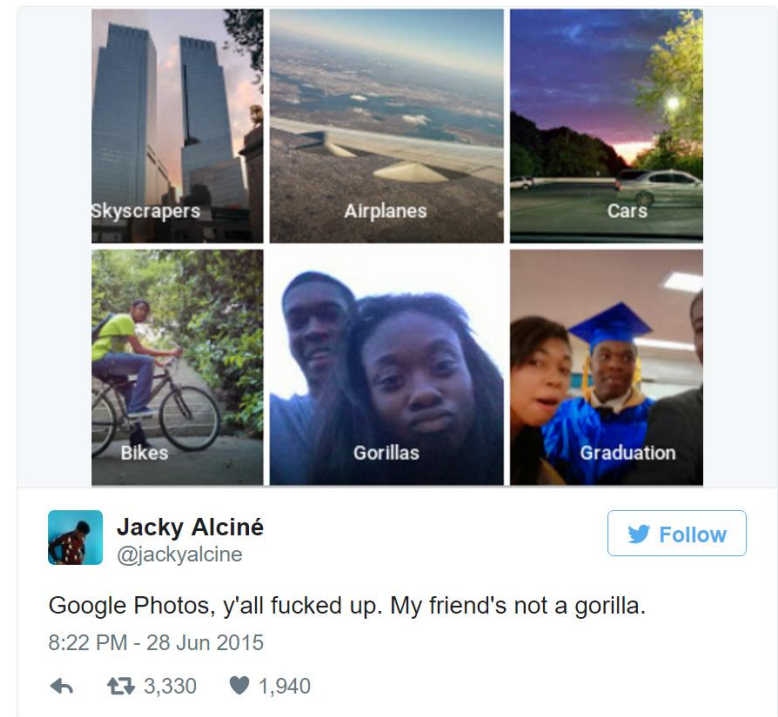 Skyscrapers
Airplanes
Cars
Bikes
Gorillas
Graduation
Jacky Alciné
@jackyalcine
Follow
Google Photos, y'all fucked up. My friend's not a gorilla.
8:22 PM - 28 Jun 2015
3,330
1,940